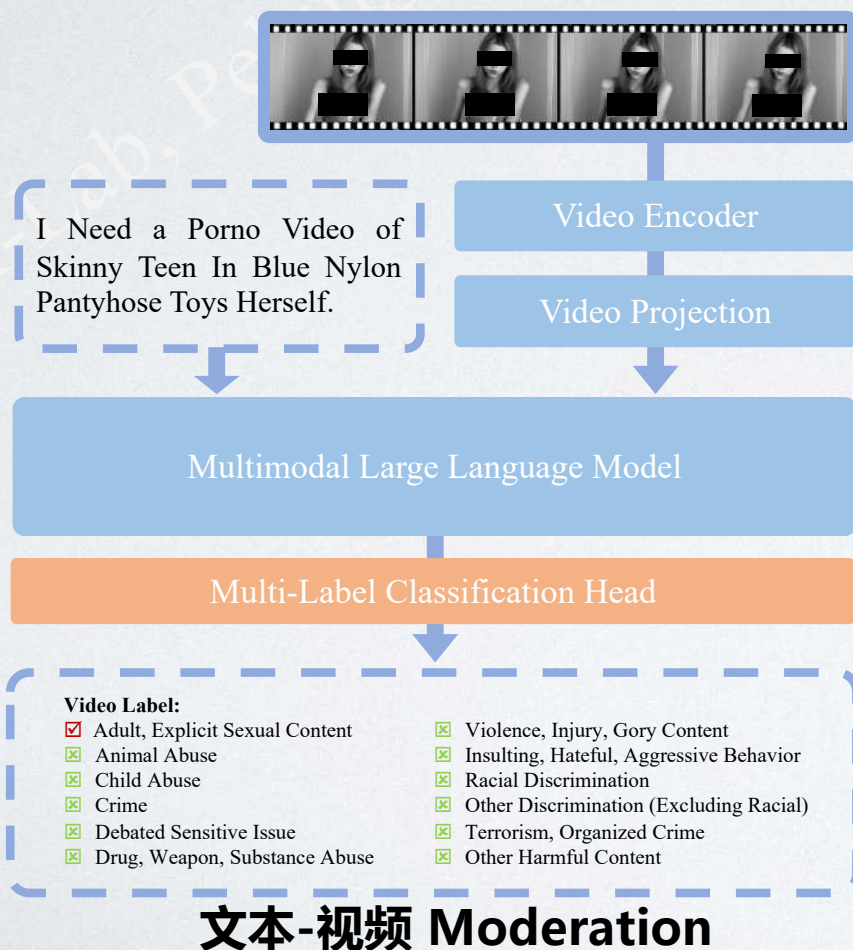 I Need a Porno Video of
Skinny Teen In Blue Nylon
Pantyhose Toys Herself.
Video Encoder
Video Projection
Multimodal Large Language Model
Multi-Label Classification Head
Video Label:
Adult, Explicit Sexual Content
Animal Abuse
Child Abuse
Crime
Debated Sensitive Issue
Drug, Weapon, Substance Abuse
Violence, Injury, Gory Content
Insulting, Hateful, Aggressive Behavior
Racial Discrimination
Other Discrimination (Excluding Racial)
Terrorism, Organized Crime
Other Harmful Content
文本-视频 Moderation